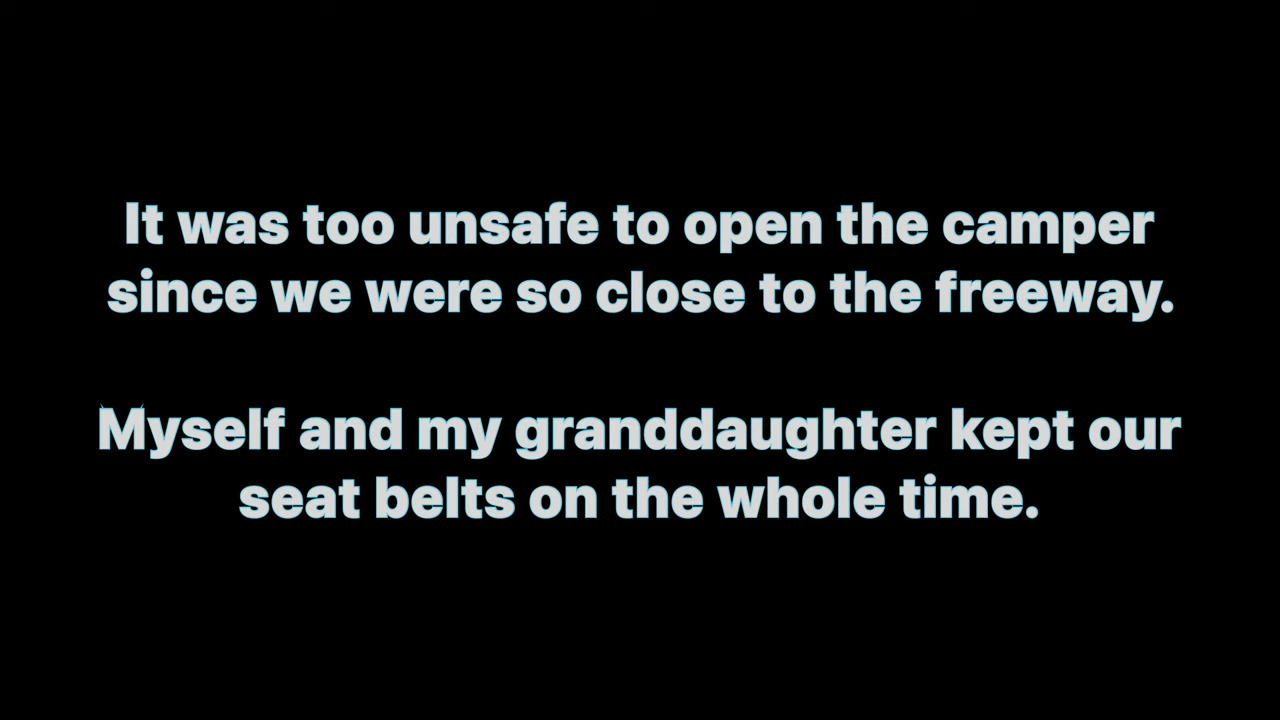 It was too unsafe to open the camper
since we were so close to the freeway.
Myself and my granddaughter kept our
seat belts on the whole time.